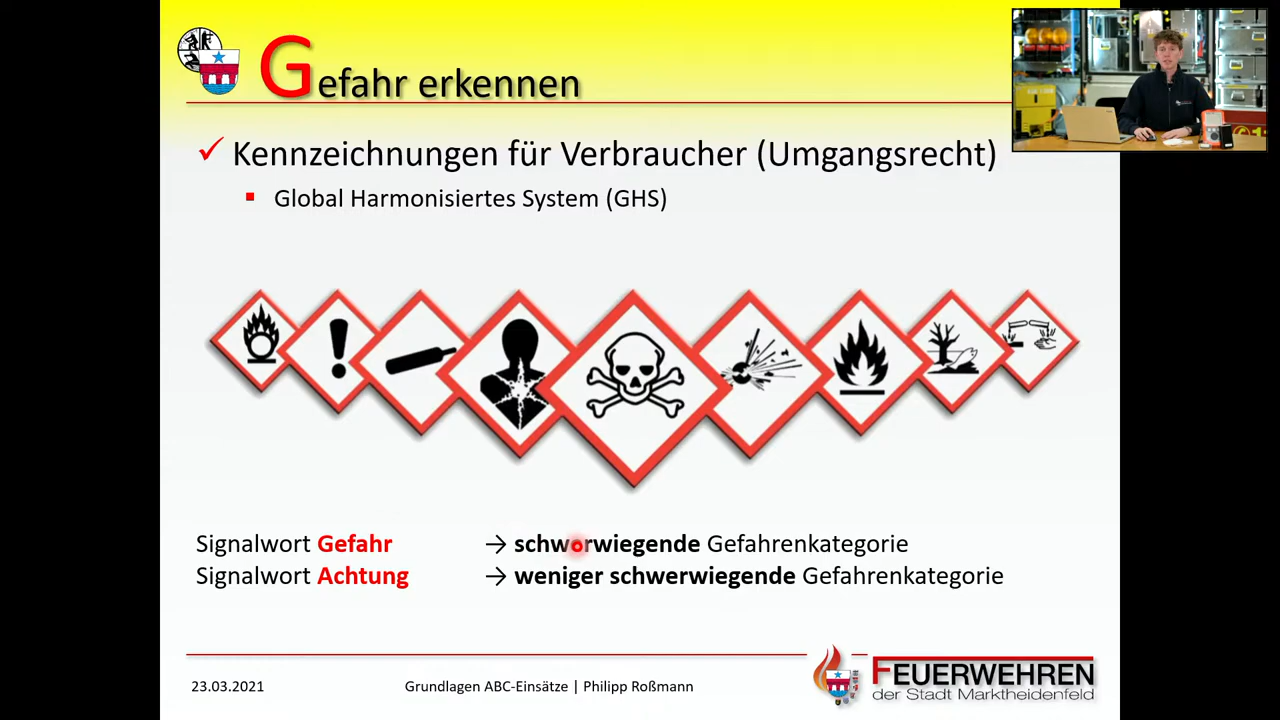 Gefahr erkennen
✓ Kennzeichnungen für Verbraucher (Umgangsrecht)
▪ Global Harmonisiertes System (GHS)
Signalwort Gefahr → schwerwiegende Gefahrenkategorie
Signalwort Achtung → weniger schwerwiegende Gefahrenkategorie
23.03.2021
Grundlagen ABC-Einsätze | Philipp Roßmann
FEUERWEHREN
der Stadt Marktheidenfeld